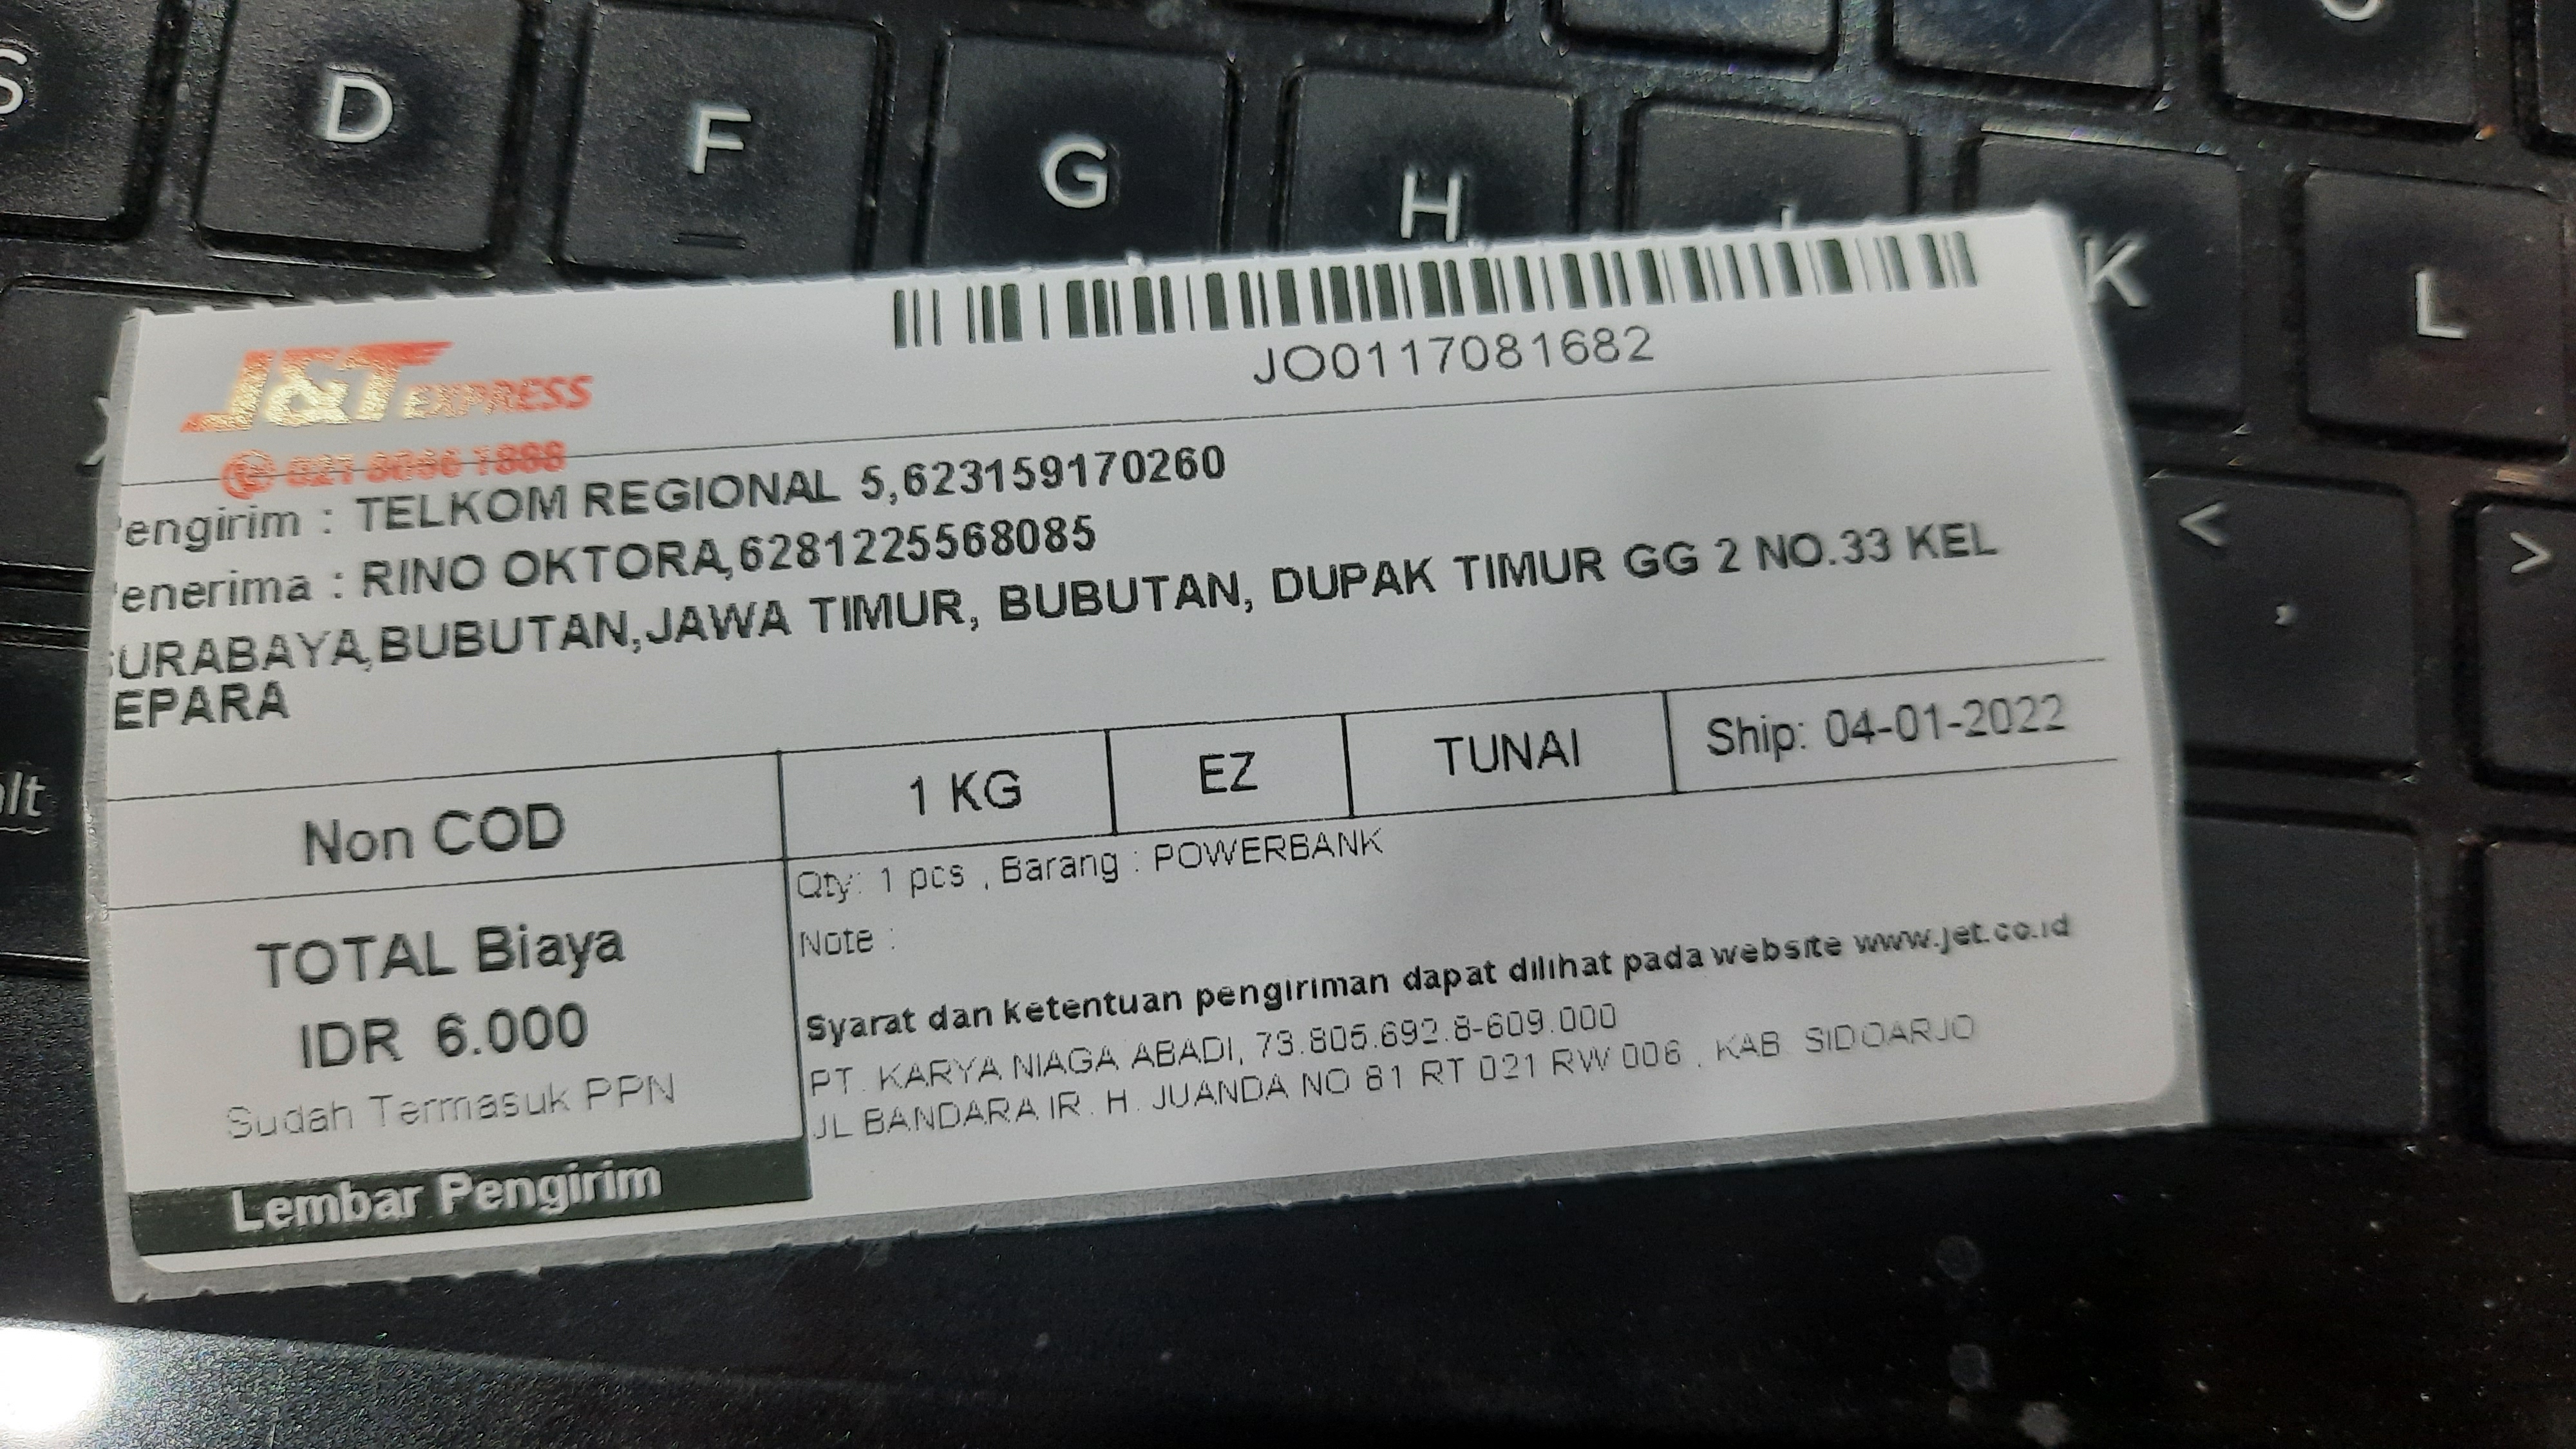 J&T EXPRESS
JO0117081682
engirim : TELKOM REGIONAL 5,623159170260
enerima : RINO OKTORA,6281225568085
URABAYA,BUBUTAN,JAWA TIMUR, BUBUTAN, DUPAK TIMUR GG 2 NO.33 KEL
EPARA
Non COD
1 KG
EZ
TUNAI
Ship: 04-01-2022
TOTAL Biaya
IDR 6.000
Sudah Termasuk PPN
Lembar Pengirim
Qty: 1 pcs , Barang : POWERBANK
Note :
Syarat dan ketentuan pengiriman dapat dilihat pada website www.jet.co.id
PT. KARYA NIAGA ABADI, 73.805.692.8-609.000
JL BANDARA IR. H. JUANDA NO 81 RT 021 RW 006 , KAB. SIDOARJO
S
D
F
G
H
K
L
<
,
>